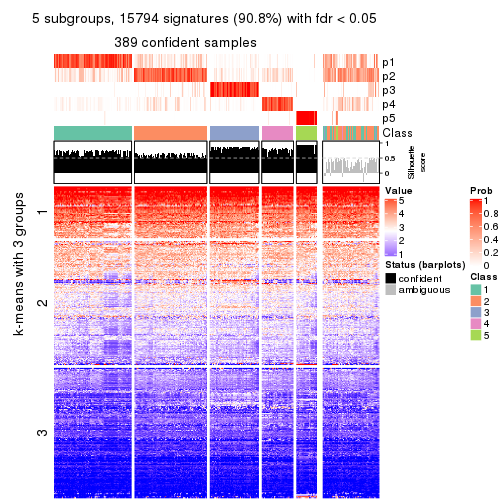 5 subgroups, 15794 signatures (90.8%) with fdr < 0.05
389 confident samples
p1
p2
p3
p4
p5
Class
1
0.5
0
Silhouette
score
k-means with 3 groups
1
2
3
Value
5
4
3
2
1
Status (barplots)
confident
ambiguous
Prob
1
0.8
0.6
0.4
0.2
0
Class
1
2
3
4
5